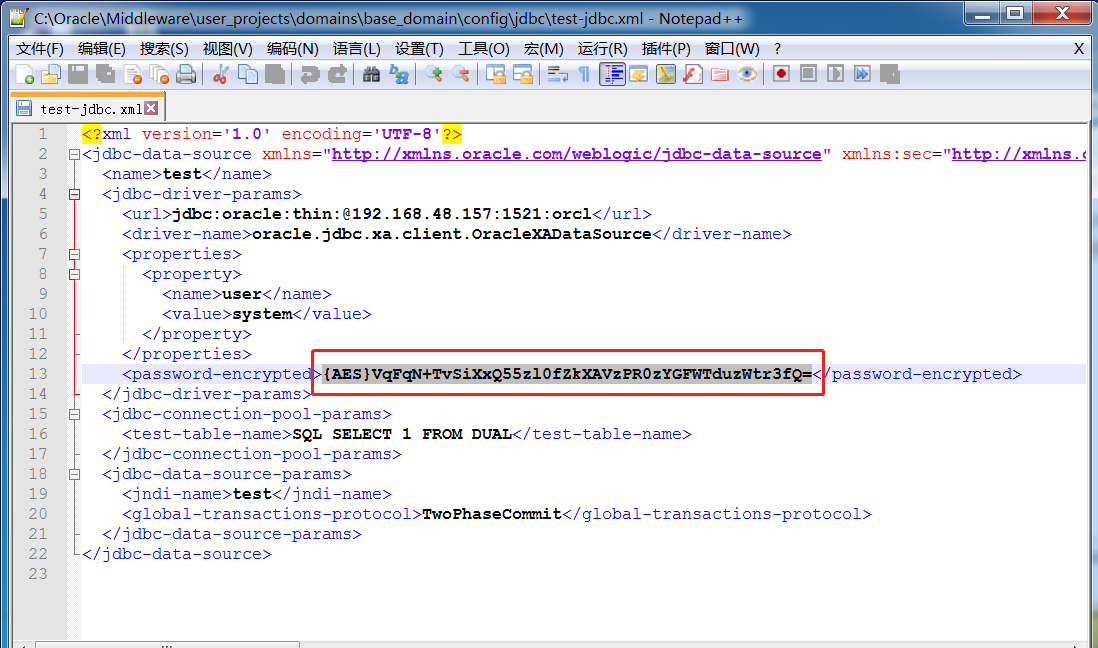 C:\Oracle\Middleware\user_projects\domains\base_domain\config\jdbc\test-jdbc.xml - Notepad++
文件(F) 编辑(E) 搜索(S) 视图(V) 编码(N) 语言(L) 设置(T) 工具(O) 宏(M) 运行(R) 插件(P) 窗口(W) ? X
test-jdbc.xml
1 <?xml version='1.0' encoding='UTF-8'?>
2 <jdbc-data-source xmlns="http://xmlns.oracle.com/weblogic/jdbc-data-source" xmlns:sec="http://xmlns.
3 <name>test</name>
4 <jdbc-driver-params>
5 <url>jdbc:oracle:thin:@192.168.48.157:1521:orcl</url>
6 <driver-name>oracle.jdbc.xa.client.OracleXADataSource</driver-name>
7 <properties>
8 <property>
9 <name>user</name>
10 <value>system</value>
11 </property>
12 </properties>
13 <password-encrypted>{AES}VqFqN+TvSiXxQ55zl0fZkXAVzPR0zYGFWTduzWtr3fQ=</password-encrypted>
14 </jdbc-driver-params>
15 <jdbc-connection-pool-params>
16 <test-table-name>SQL SELECT 1 FROM DUAL</test-table-name>
17 </jdbc-connection-pool-params>
18 <jdbc-data-source-params>
19 <jndi-name>test</jndi-name>
20 <global-transactions-protocol>TwoPhaseCommit</global-transactions-protocol>
21 </jdbc-data-source-params>
22 </jdbc-data-source>
23